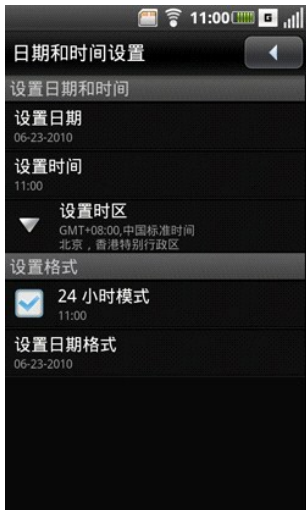 11:00 G
日期和时间设置
设置日期和时间
设置日期
06-23-2010
设置时间
11:00
设置时区
GMT+08:00,中国标准时间
北京，香港特别行政区
设置格式
24 小时模式
11:00
设置日期格式
06-23-2010